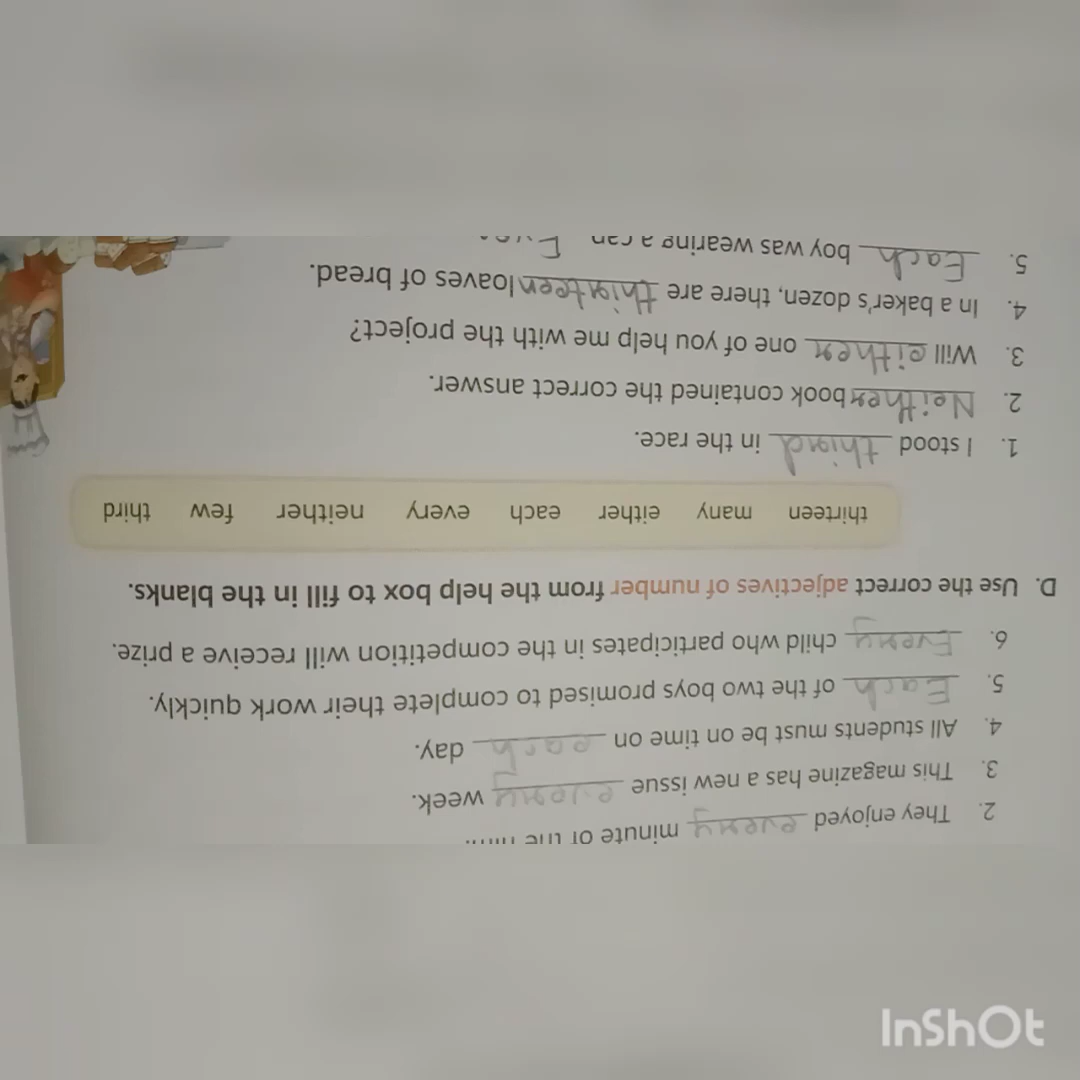 2. They enjoyed every minute of the
3. This magazine has a new issue every week.
4. All students must be on time on each day.
5. Each of the two boys promised to complete their work quickly.
6. Every child who participates in the competition will receive a prize.
D. Use the correct adjectives of number from the help box to fill in the blanks.
thirteen many either each every neither few third
1. I stood third in the race.
2. Neither book contained the correct answer.
3. Will either one of you help me with the project?
4. In a baker's dozen, there are thirteen loaves of bread.
5. Each boy was wearing a cap
InShOt